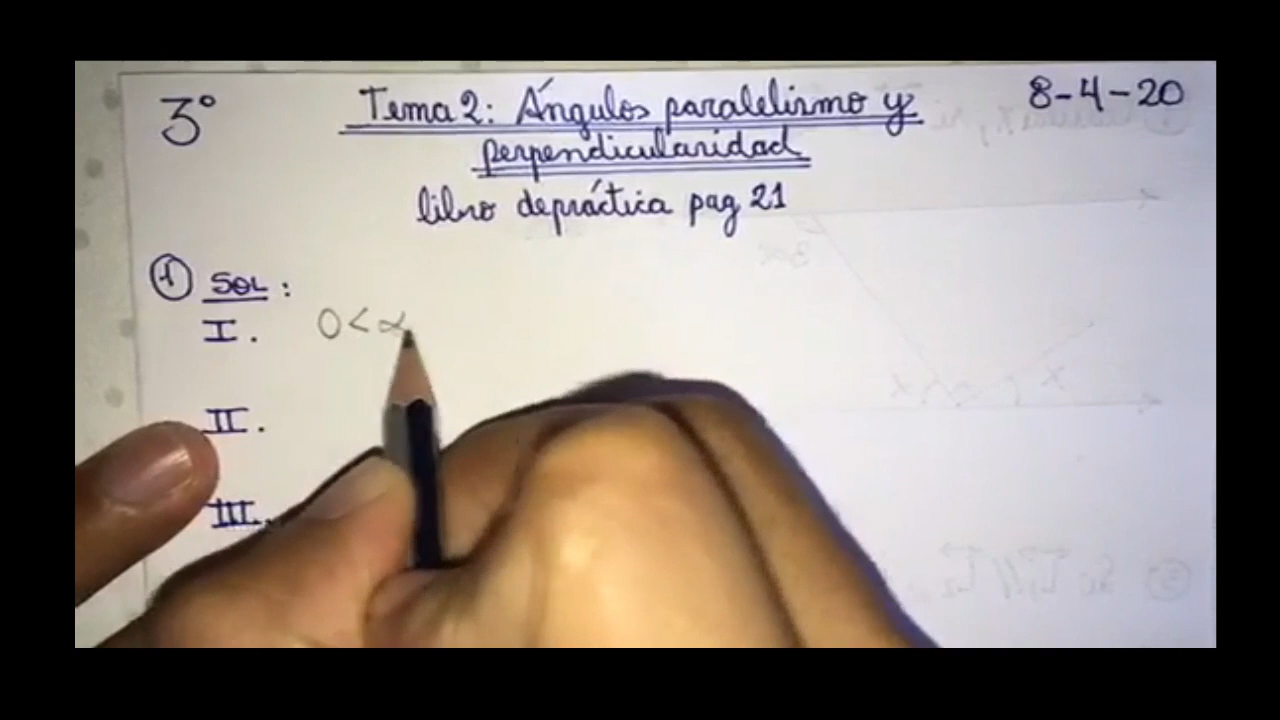 3° Tema 2: Ángulos paralelismo y 8-4-20
perpendicularidad
libro de práctica pag 21
1 SOL:
I. 0<α
II.
III.